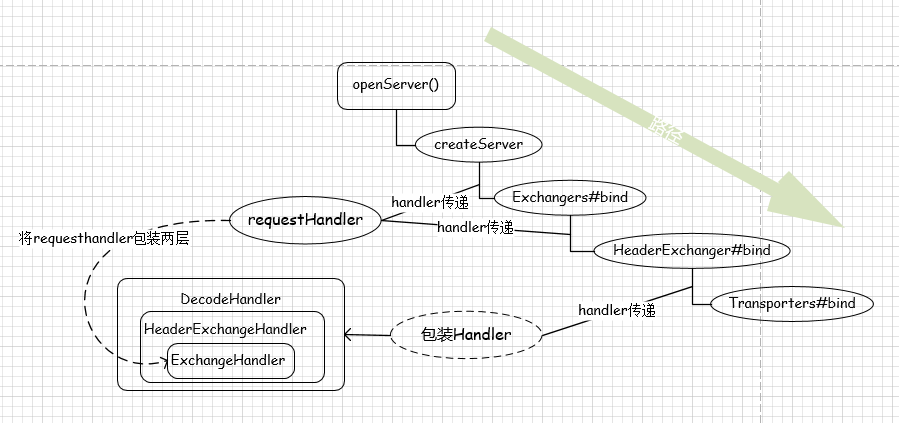 openServer()
路径
createServer
Exchangers#bind
handler传递
requestHandler
handler传递
将requesthandler包装两层
HeaderExchanger#bind
DecodeHandler
Transporters#bind
handler传递
HeaderExchangeHandler
包装Handler
ExchangeHandler